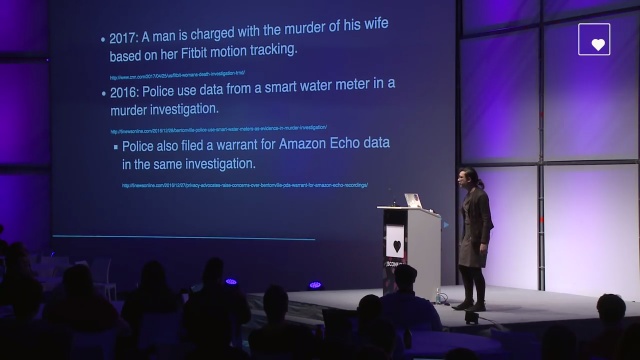 • 2017: A man is charged with the murder of his wife
based on her Fitbit motion tracking.
• 2016: Police use data from a smart water meter in a
murder investigation.
▪ Police also filed a warrant for Amazon Echo data
in the same investigation.